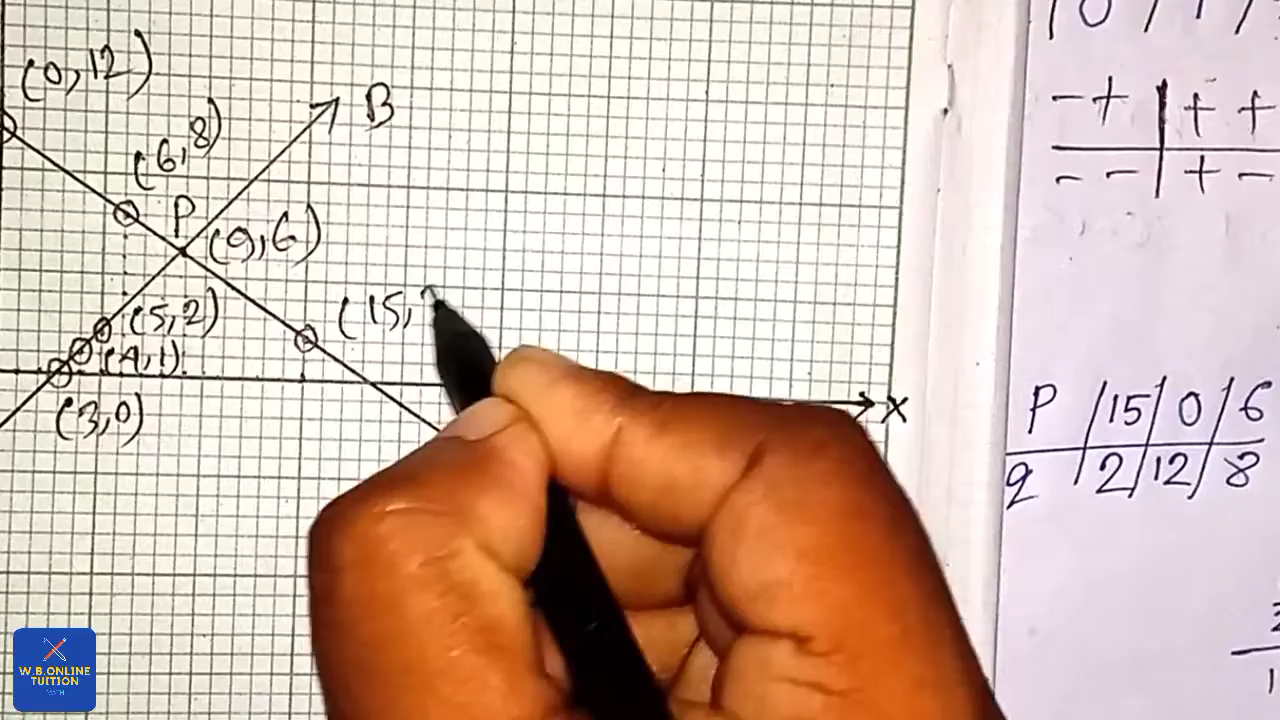 (0,12)
B
(6,8)
P
(9,6)
(15,
(5,2)
(4,1)
(3,0)
X
- + | + +
- - | + -
P /15/ 0 / 6
q / 2 /12/ 8
W.B.ONLINE
TUITION
MATH